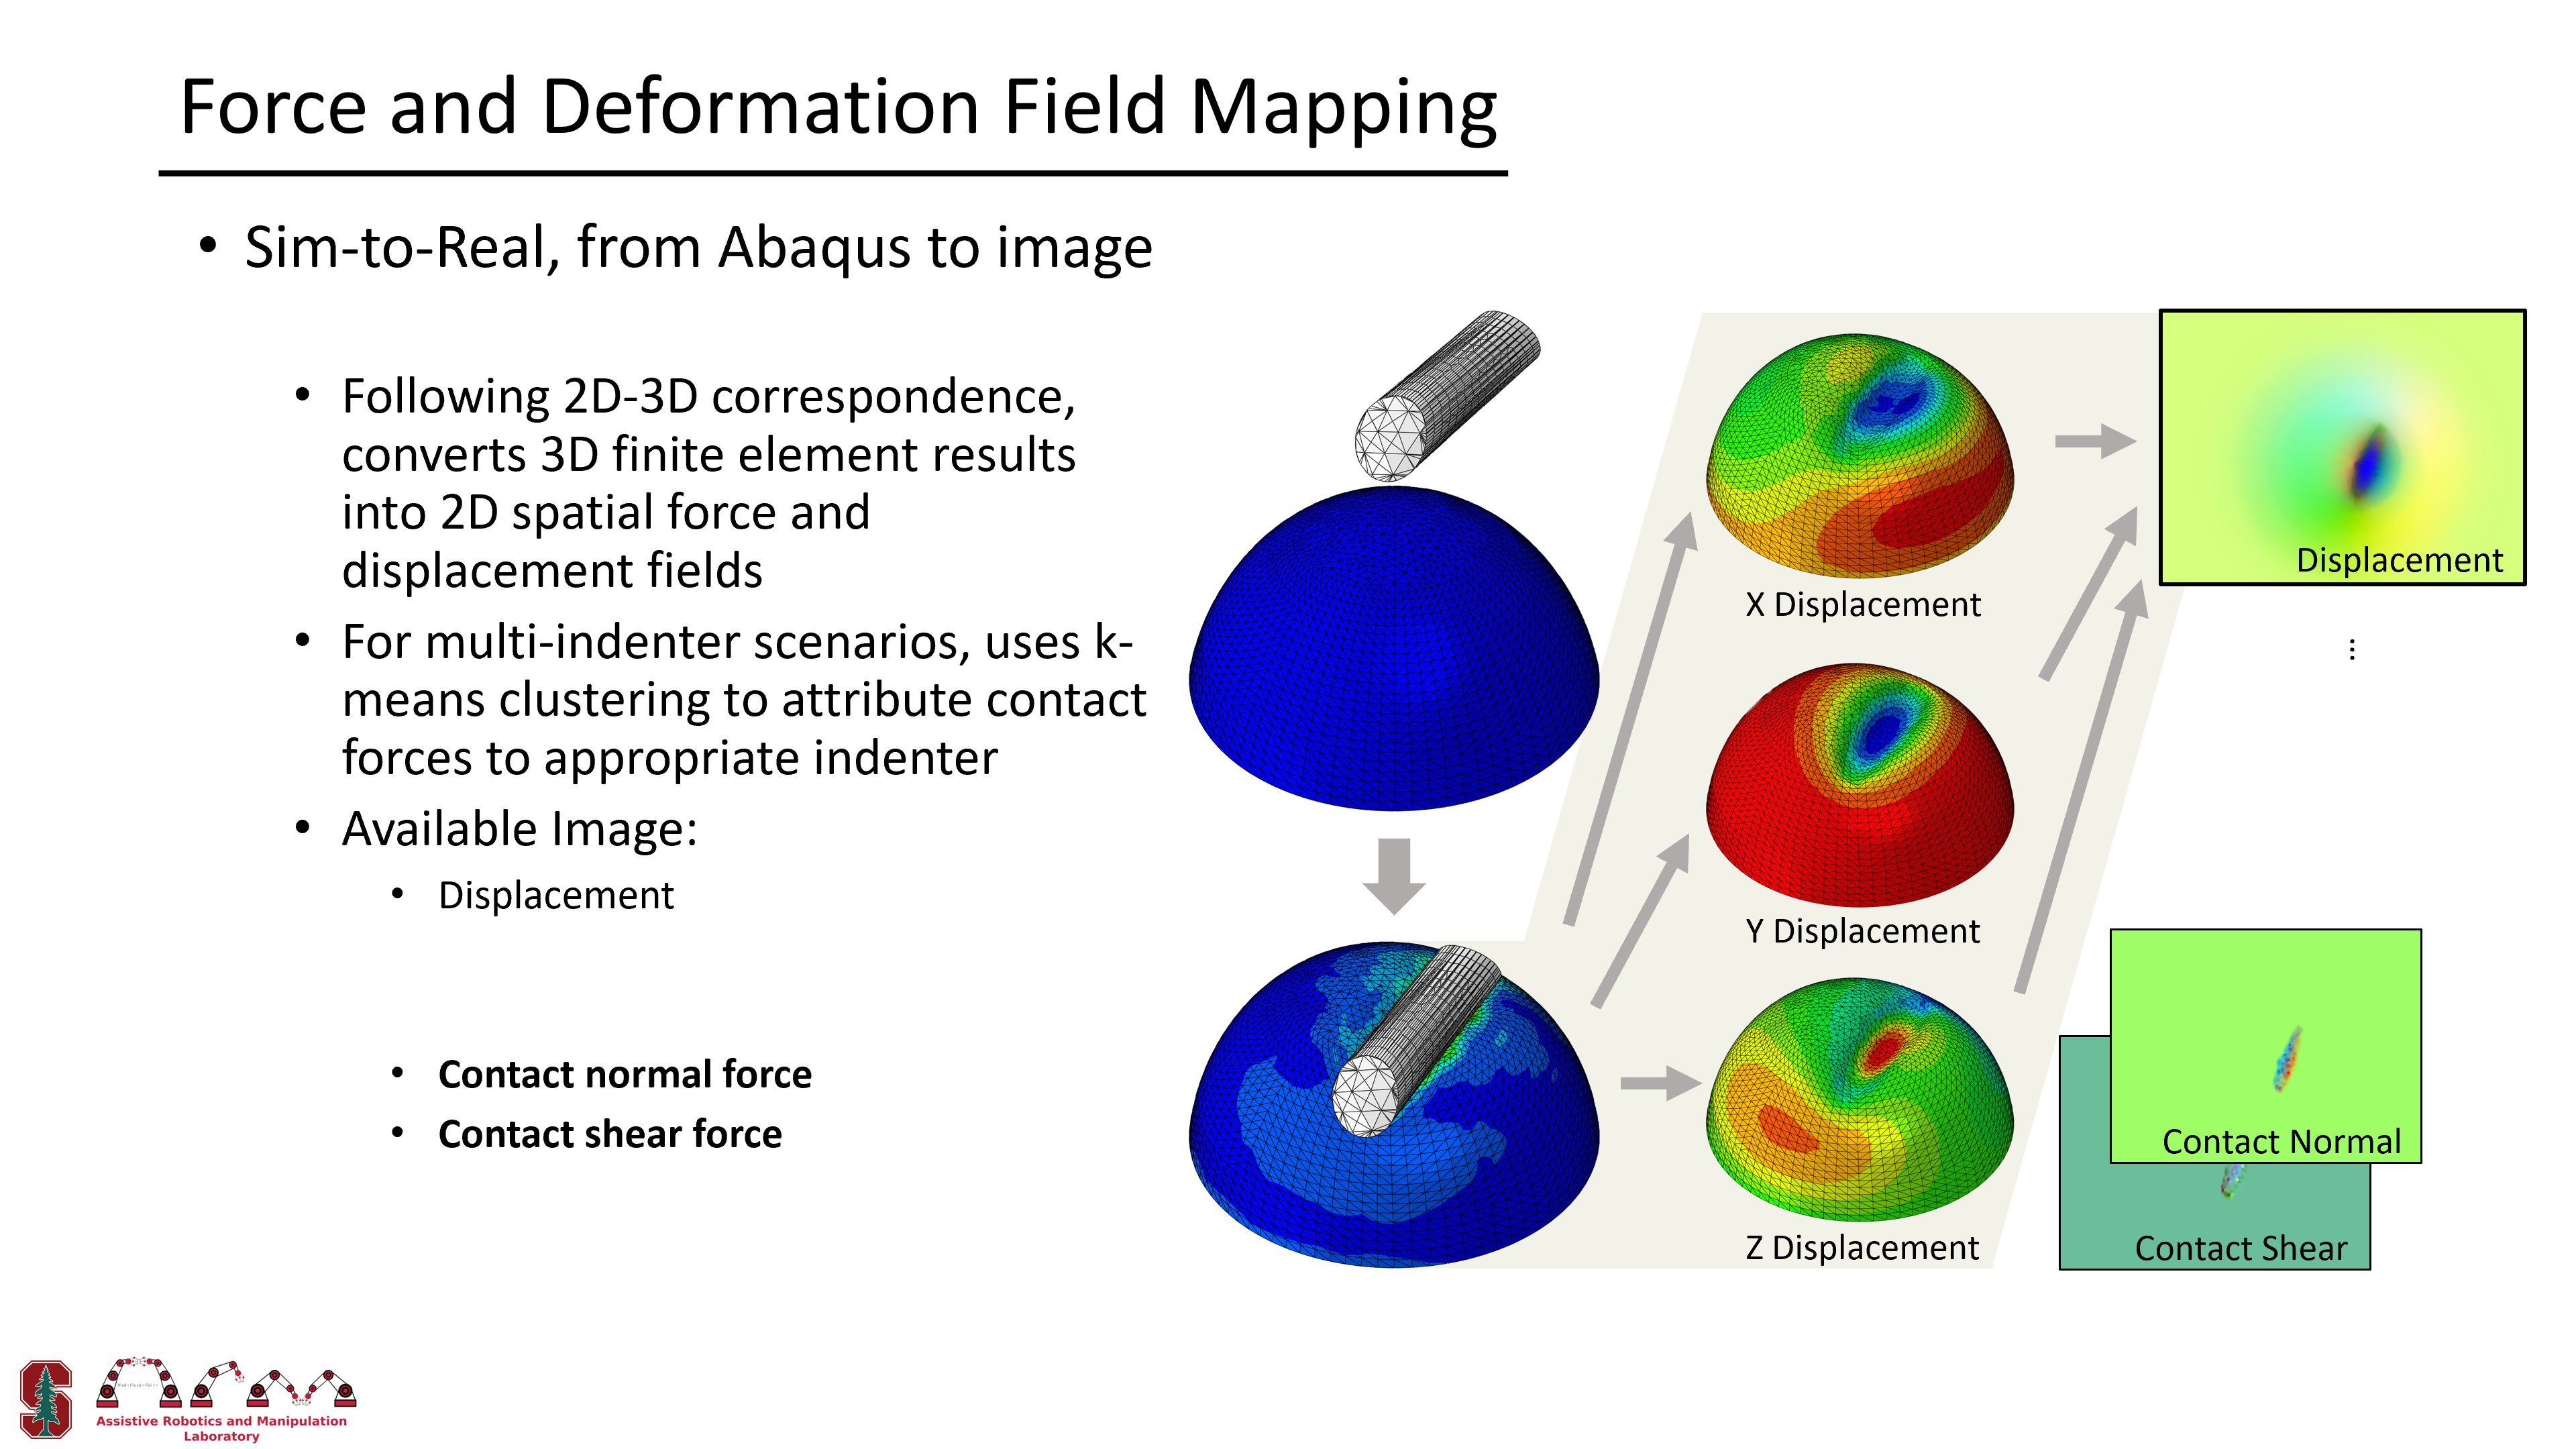 Force and Deformation Field Mapping
• Sim-to-Real, from Abaqus to image
• Following 2D-3D correspondence,
converts 3D finite element results
into 2D spatial force and
displacement fields
• For multi-indenter scenarios, uses k-
means clustering to attribute contact
forces to appropriate indenter
• Available Image:
• Displacement
• Contact normal force
• Contact shear force
X Displacement
Y Displacement
Z Displacement
Displacement
⋮
Contact Normal
Contact Shear
Assistive Robotics and Manipulation
Laboratory